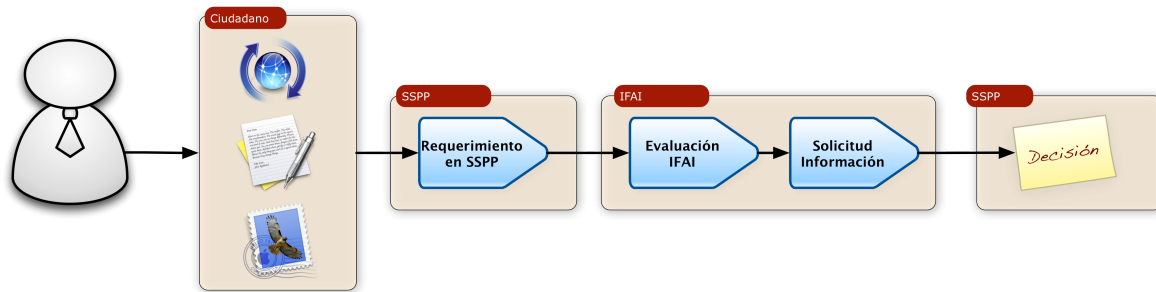 Ciudadano
SSPP
Requerimiento
en SSPP
IFAI
Evaluación
IFAI
Solicitud
Información
SSPP
Decisión